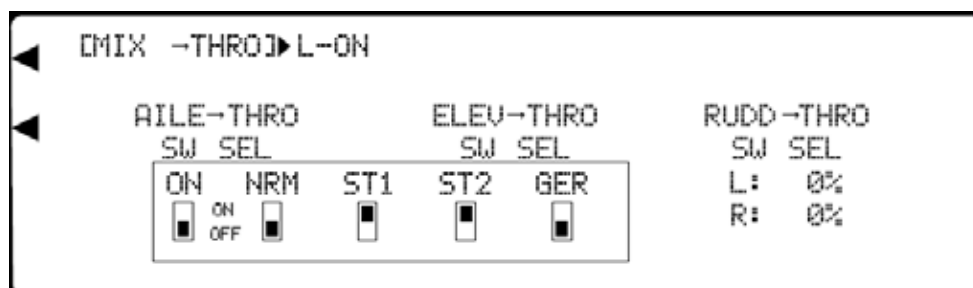 [MIX →THRO]▶L-ON
AILE→THRO ELEV→THRO RUDD→THRO
SW SEL SW SEL SW SEL
ON NRM ST1 ST2 GER L: 0%
ON
OFF
R: 0%